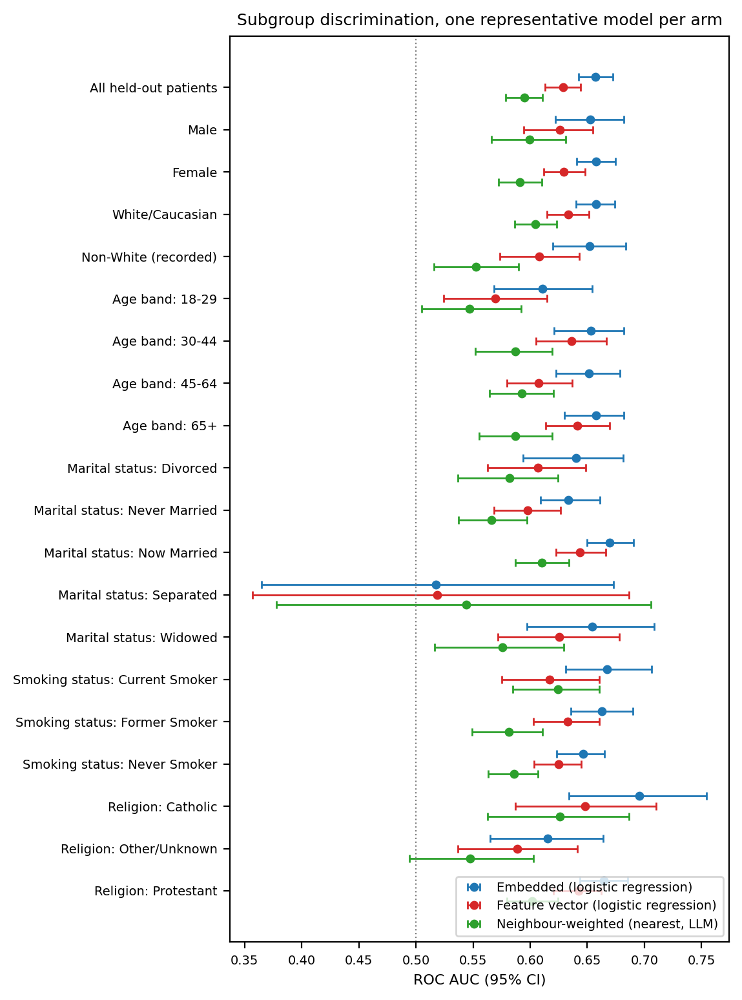 Subgroup discrimination, one representative model per arm
All held-out patients
Male
Female
White/Caucasian
Non-White (recorded)
Age band: 18-29
Age band: 30-44
Age band: 45-64
Age band: 65+
Marital status: Divorced
Marital status: Never Married
Marital status: Now Married
Marital status: Separated
Marital status: Widowed
Smoking status: Current Smoker
Smoking status: Former Smoker
Smoking status: Never Smoker
Religion: Catholic
Religion: Other/Unknown
Religion: Protestant
Embedded (logistic regression)
Feature vector (logistic regression)
Neighbour-weighted (nearest, LLM)
0.35 0.40 0.45 0.50 0.55 0.60 0.65 0.70 0.75
ROC AUC (95% CI)